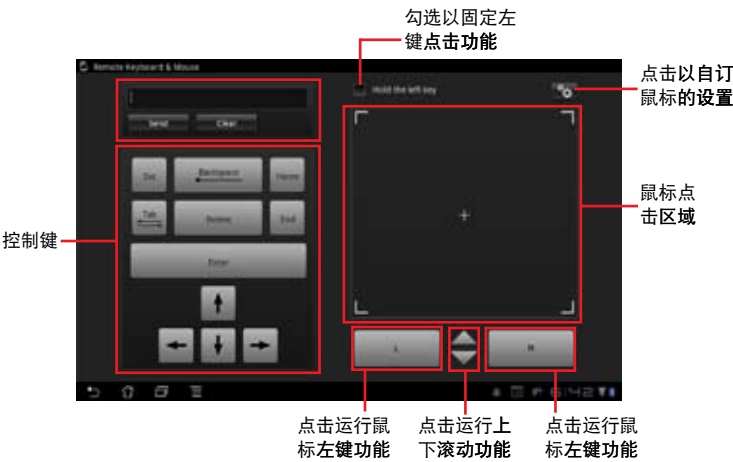 勾选以固定左
键点击功能
Remote Keyboard & Mouse
Hold the left key
点击以自订
鼠标的设置
Send
Clear
Esc
Backspace
Home
Tab
Delete
End
Enter
控制键
鼠标点
击区域
L
R
6:42
点击运行鼠
标左键功能
点击运行上
下滚动功能
点击运行鼠
标左键功能